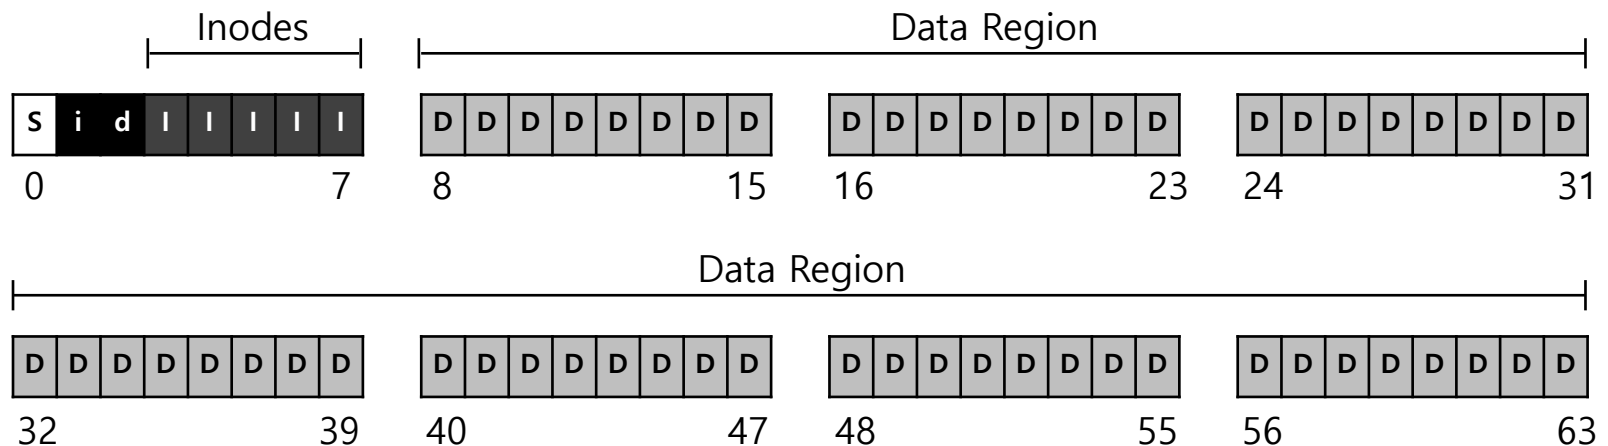 Inodes Data Region
S i d I I I I I D D D D D D D D D D D D D D D D D D D D D D D D
0 7 8 15 16 23 24 31
Data Region
D D D D D D D D D D D D D D D D D D D D D D D D D D D D D D D D
32 39 40 47 48 55 56 63